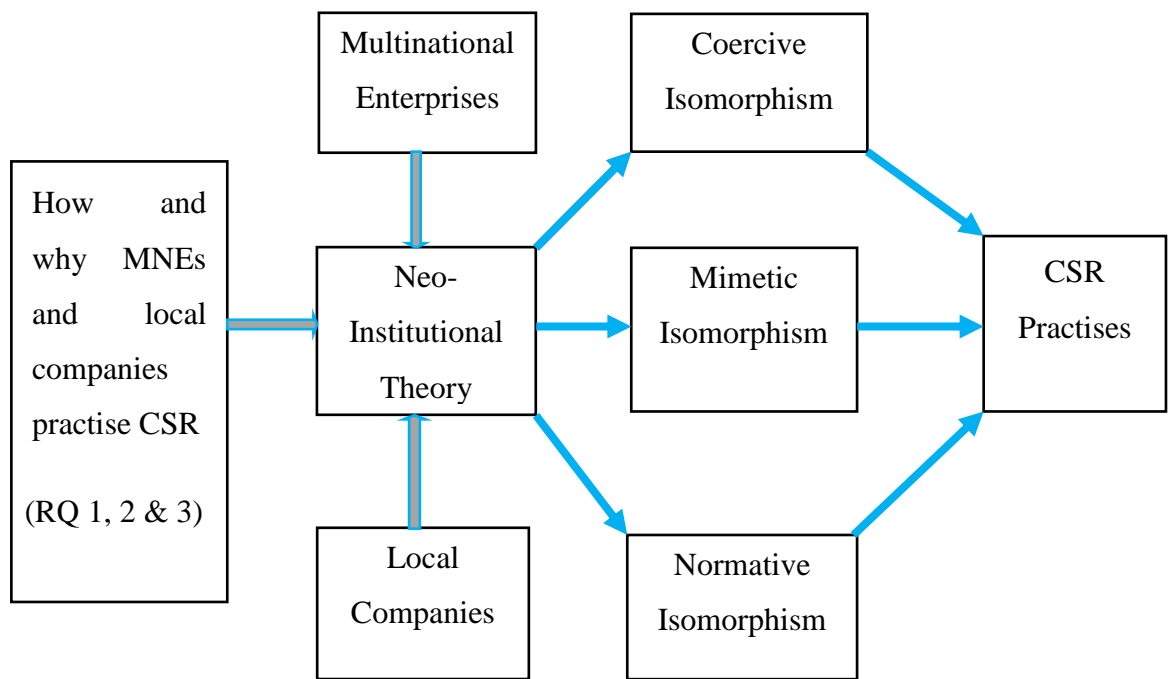 Multinational
Enterprises
Coercive
Isomorphism
How and
why MNEs
and local
companies
practise CSR
(RQ 1, 2 & 3)
Neo-
Institutional
Theory
Mimetic
Isomorphism
CSR
Practises
Local
Companies
Normative
Isomorphism